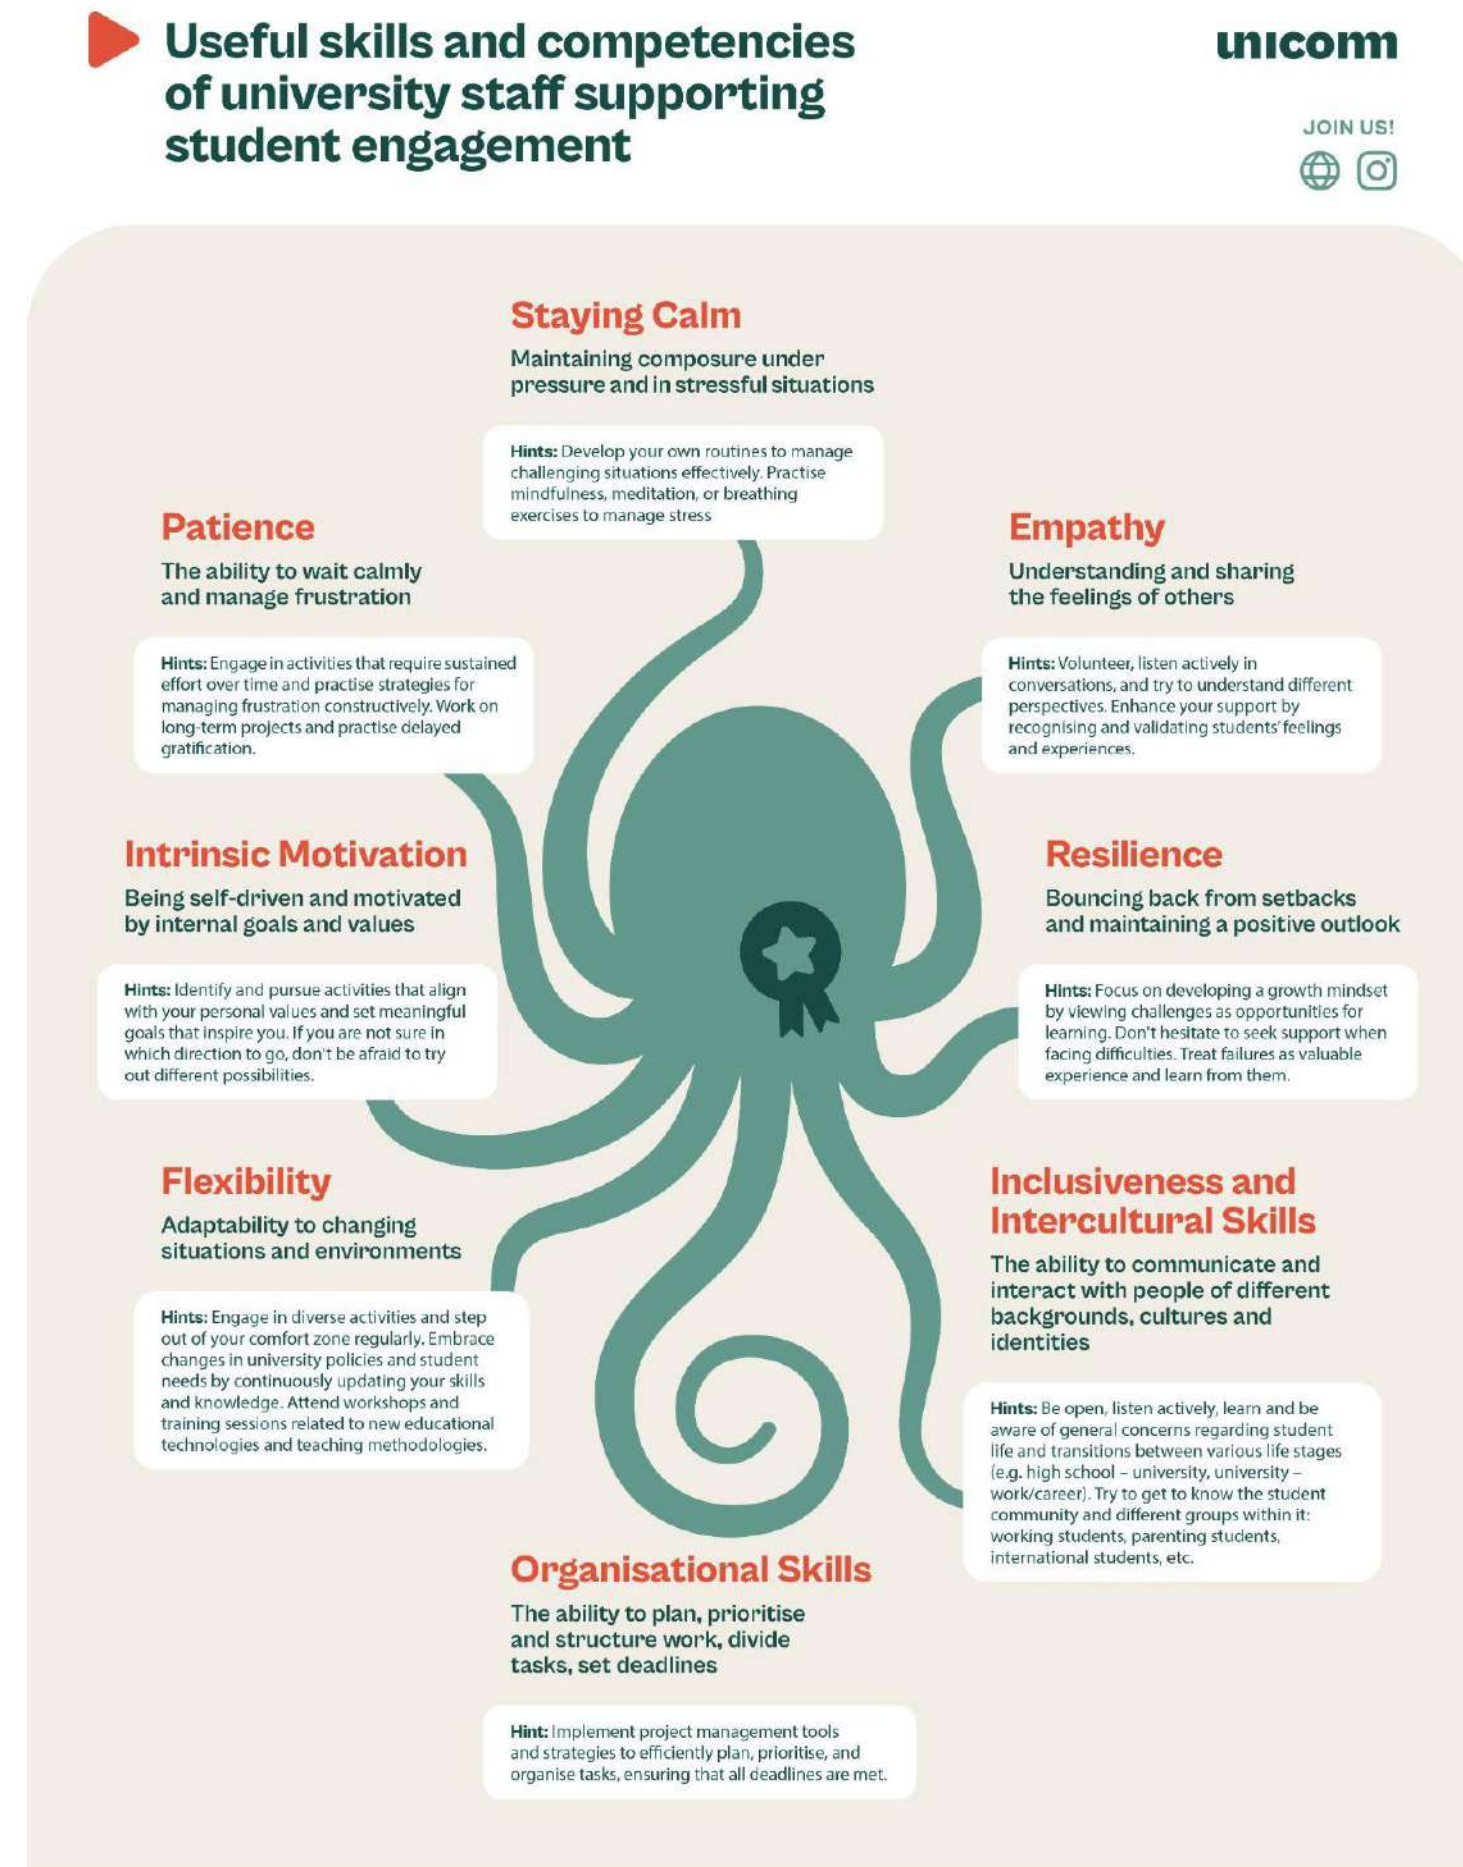 Useful skills and competencies
of university staff supporting
student engagement
unicomm
JOIN US!
Staying Calm
Maintaining composure under
pressure and in stressful situations
Hints: Develop your own routines to manage
challenging situations effectively. Practise
mindfulness, meditation, or breathing
exercises to manage stress
Patience
The ability to wait calmly
and manage frustration
Hints: Engage in activities that require sustained
effort over time and practise strategies for
managing frustration constructively. Work on
long-term projects and practise delayed
gratification.
Empathy
Understanding and sharing
the feelings of others
Hints: Volunteer, listen actively in
conversations, and try to understand different
perspectives. Enhance your support by
recognising and validating students' feelings
and experiences.
Intrinsic Motivation
Being self-driven and motivated
by internal goals and values
Hints: Identify and pursue activities that align
with your personal values and set meaningful
goals that inspire you. If you are not sure in
which direction to go, don't be afraid to try
out different possibilities.
Resilience
Bouncing back from setbacks
and maintaining a positive outlook
Hints: Focus on developing a growth mindset
by viewing challenges as opportunities for
learning. Don't hesitate to seek support when
facing difficulties. Treat failures as valuable
experience and learn from them.
Flexibility
Adaptability to changing
situations and environments
Hints: Engage in diverse activities and step
out of your comfort zone regularly. Embrace
changes in university policies and student
needs by continuously updating your skills
and knowledge. Attend workshops and
training sessions related to new educational
technologies and teaching methodologies.
Inclusiveness and
Intercultural Skills
The ability to communicate and
interact with people of different
backgrounds, cultures and
identities
Hints: Be open, listen actively, learn and be
aware of general concerns regarding student
life and transitions between various life stages
(e.g. high school – university, university –
work/career). Try to get to know the student
community and different groups within it:
working students, parenting students,
international students, etc.
Organisational Skills
The ability to plan, prioritise
and structure work, divide
tasks, set deadlines
Hint: Implement project management tools
and strategies to efficiently plan, prioritise, and
organise tasks, ensuring that all deadlines are met.